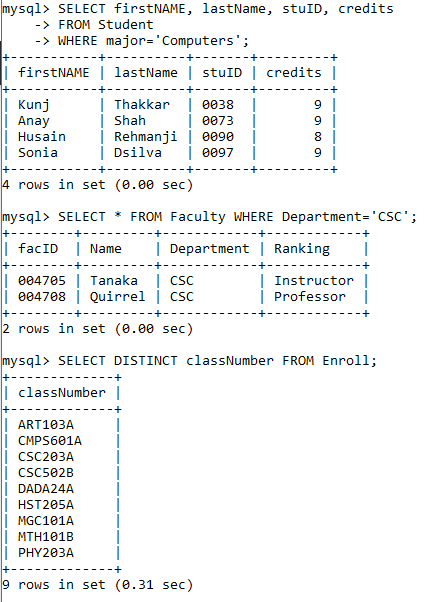 mysql> SELECT firstNAME, lastName, stuID, credits
    -> FROM Student
    -> WHERE major='Computers';
+-----------+----------+-------+---------+
| firstNAME | lastName | stuID | credits |
+-----------+----------+-------+---------+
| Kunj      | Thakkar  | 0038  |       9 |
| Anay      | Shah     | 0073  |       9 |
| Husain    | Rehmanji | 0090  |       8 |
| Sonia     | Dsilva   | 0097  |       9 |
+-----------+----------+-------+---------+
4 rows in set (0.00 sec)
mysql> SELECT * FROM Faculty WHERE Department='CSC';
+--------+----------+------------+------------+
| facID  | Name     | Department | Ranking    |
+--------+----------+------------+------------+
| 004705 | Tanaka   | CSC        | Instructor |
| 004708 | Quirrel  | CSC        | Professor  |
+--------+----------+------------+------------+
2 rows in set (0.00 sec)
mysql> SELECT DISTINCT classNumber FROM Enroll;
+-------------+
| classNumber |
+-------------+
| ART103A     |
| CMPS601A    |
| CSC203A     |
| CSC502B     |
| DADA24A     |
| HST205A     |
| MGC101A     |
| MTH101B     |
| PHY203A     |
+-------------+
9 rows in set (0.31 sec)